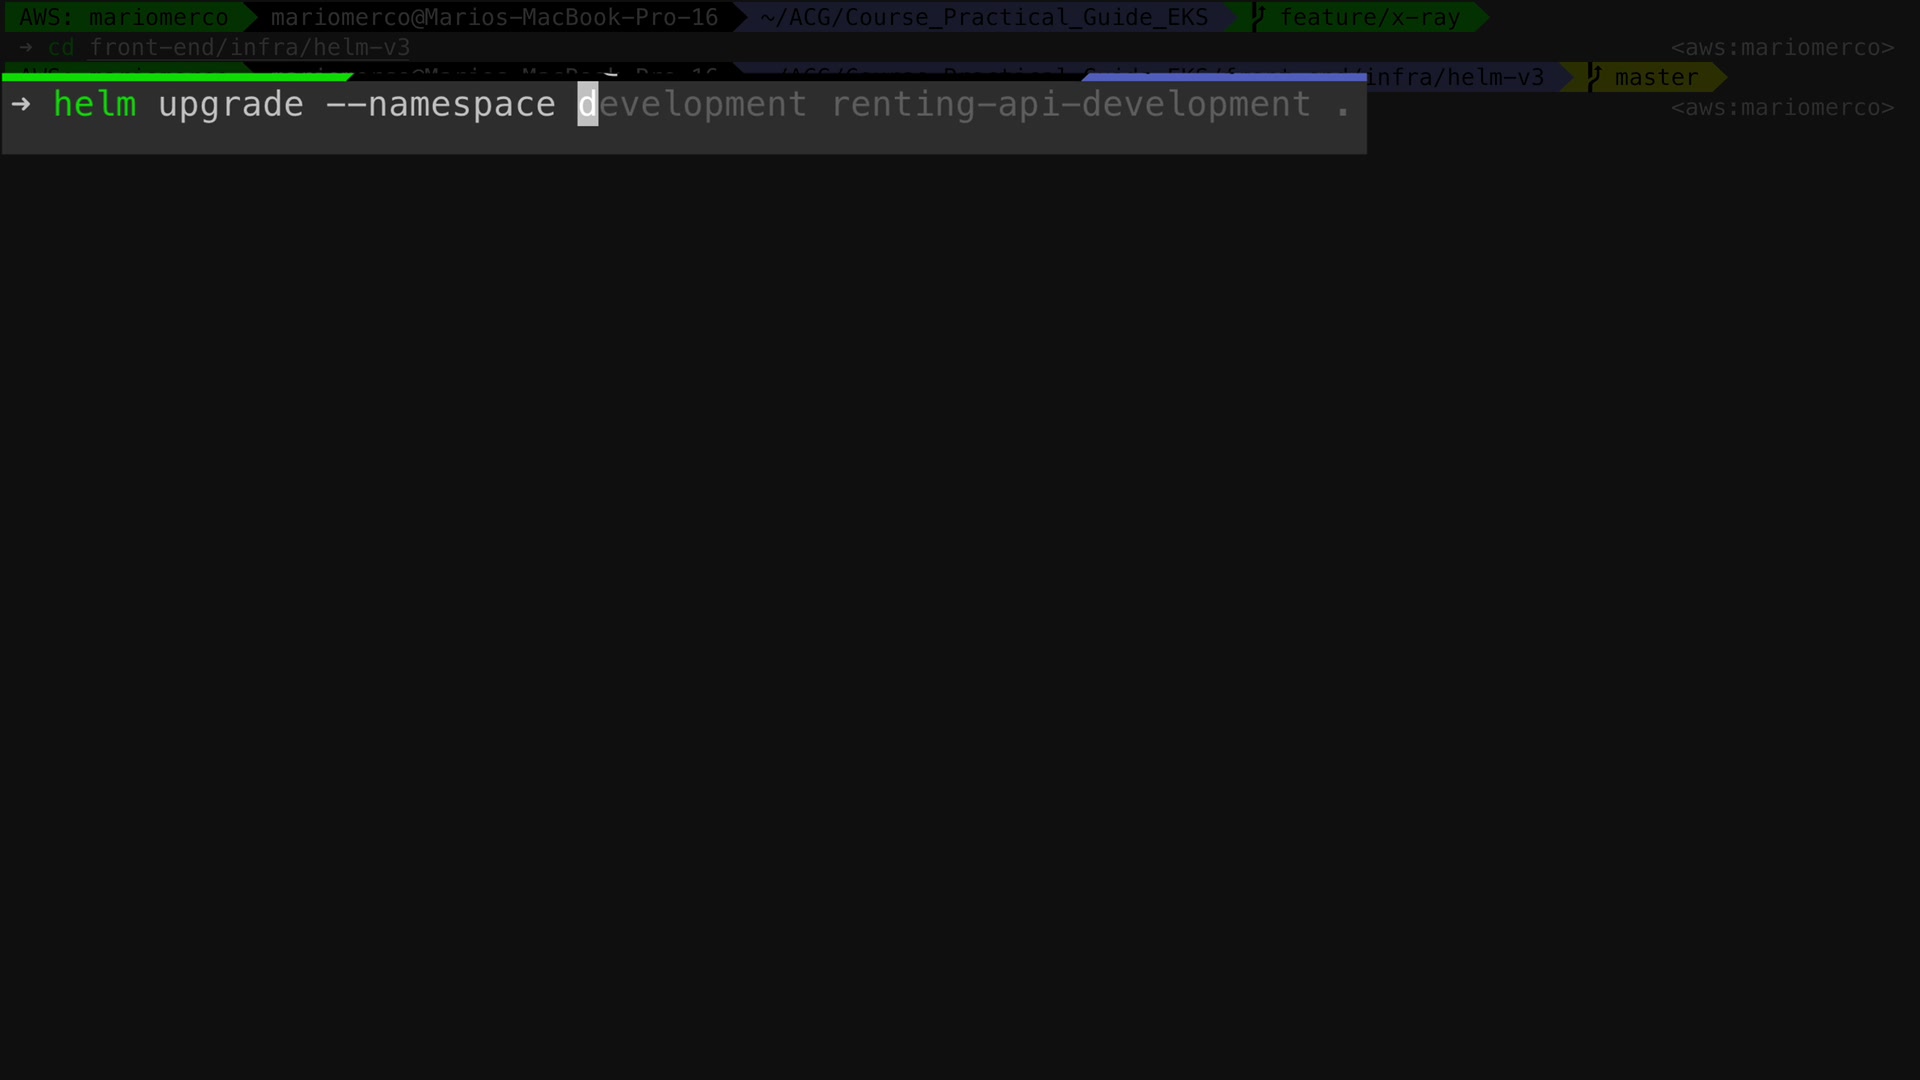 AWS: mariomerco mariomerco@Marios-MacBook-Pro-16 ~/ACG/Course_Practical_Guide_EKS feature/x-ray
→ cd front-end/infra/helm-v3 <aws:mariomerco>
infra/helm-v3 master
→ helm upgrade --namespace development renting-api-development . <aws:mariomerco>